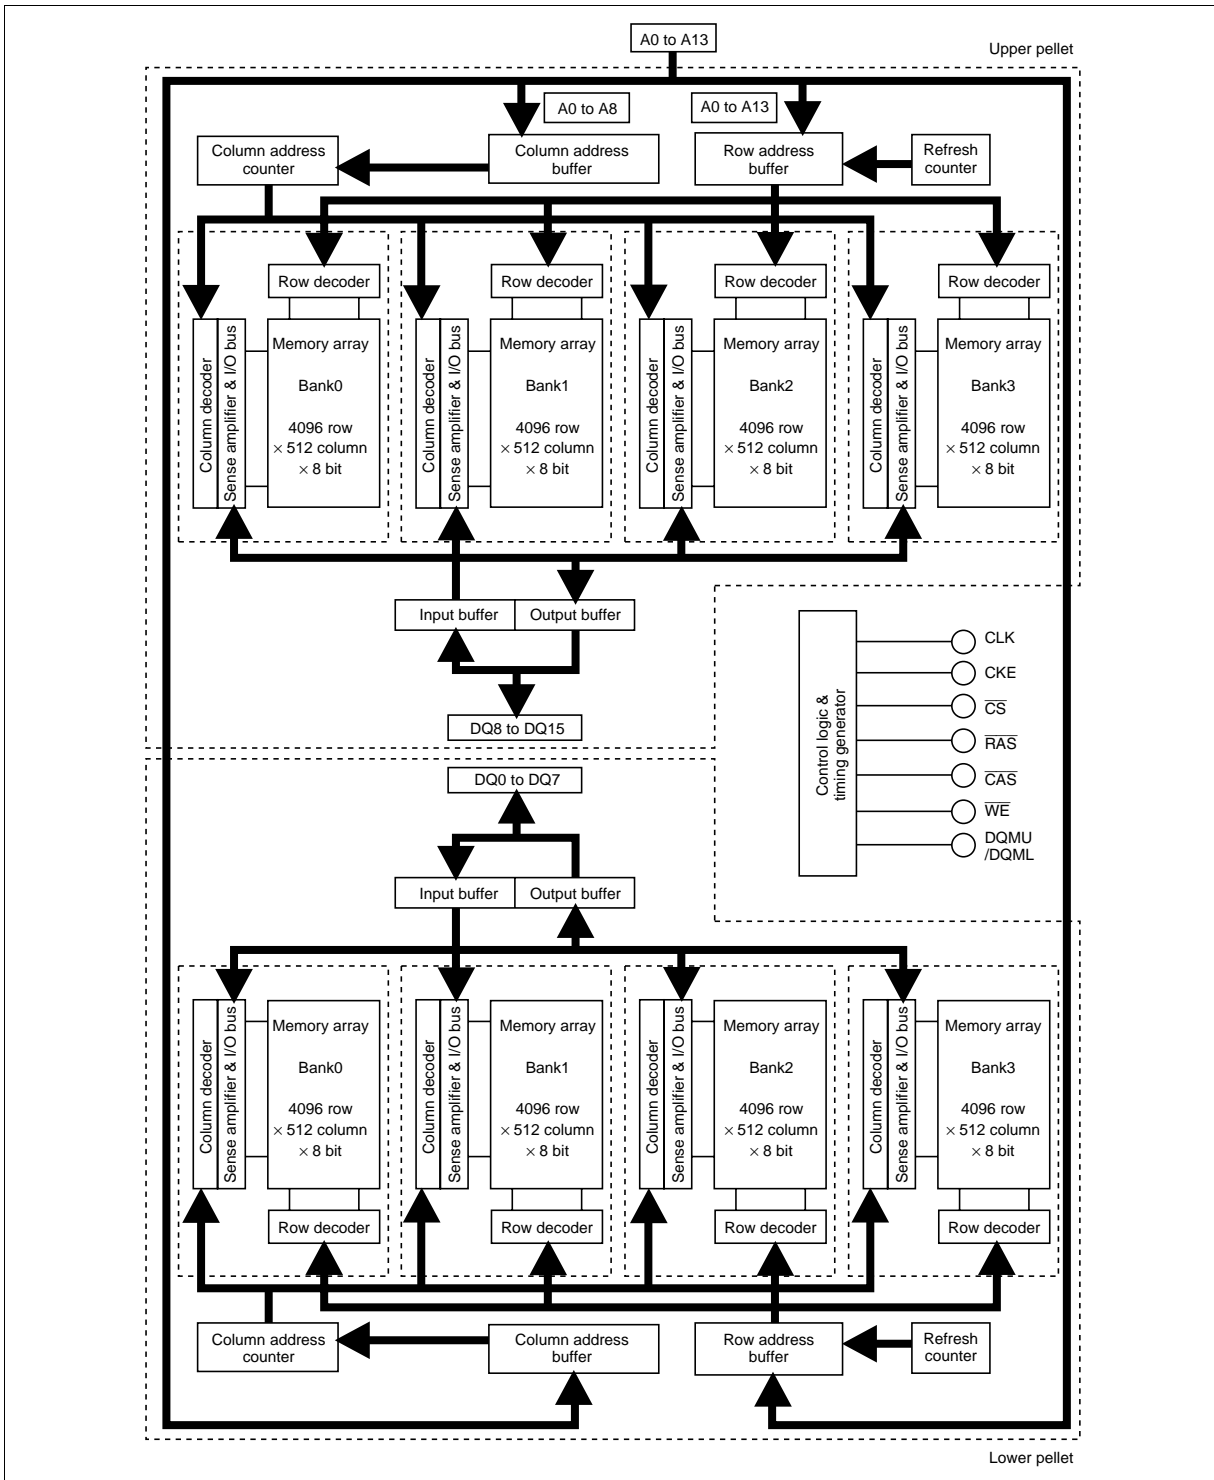 A0 to A13
Upper pellet
A0 to A8
A0 to A13
Column address
counter
Column address
buffer
Row address
buffer
Refresh
counter
Row decoder
Row decoder
Row decoder
Row decoder
Column decoder
Sense amplifier & I/O bus
Memory array
Bank0
4096 row
× 512 column
× 8 bit
Column decoder
Sense amplifier & I/O bus
Memory array
Bank1
4096 row
× 512 column
× 8 bit
Column decoder
Sense amplifier & I/O bus
Memory array
Bank2
4096 row
× 512 column
× 8 bit
Column decoder
Sense amplifier & I/O bus
Memory array
Bank3
4096 row
× 512 column
× 8 bit
Input buffer
Output buffer
DQ8 to DQ15
Control logic &
timing generator
CLK
CKE
C̅S̅
R̅A̅S̅
C̅A̅S̅
W̅E̅
DQMU
/DQML
DQ0 to DQ7
Input buffer
Output buffer
Column decoder
Sense amplifier & I/O bus
Memory array
Bank0
4096 row
× 512 column
× 8 bit
Column decoder
Sense amplifier & I/O bus
Memory array
Bank1
4096 row
× 512 column
× 8 bit
Column decoder
Sense amplifier & I/O bus
Memory array
Bank2
4096 row
× 512 column
× 8 bit
Column decoder
Sense amplifier & I/O bus
Memory array
Bank3
4096 row
× 512 column
× 8 bit
Row decoder
Row decoder
Row decoder
Row decoder
Column address
counter
Column address
buffer
Row address
buffer
Refresh
counter
Lower pellet